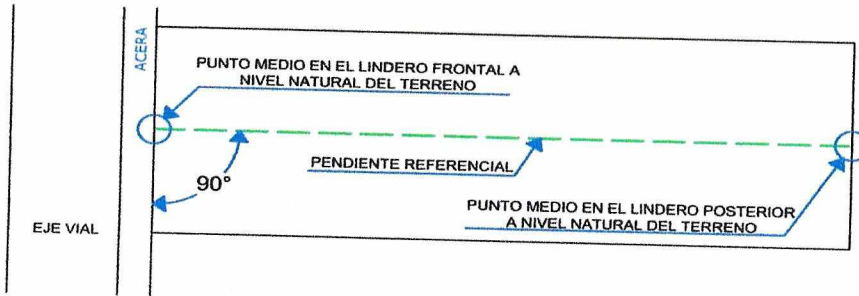 ACERA
PUNTO MEDIO EN EL LINDERO FRONTAL A
NIVEL NATURAL DEL TERRENO
90°
PENDIENTE REFERENCIAL
PUNTO MEDIO EN EL LINDERO POSTERIOR
A NIVEL NATURAL DEL TERRENO
EJE VIAL